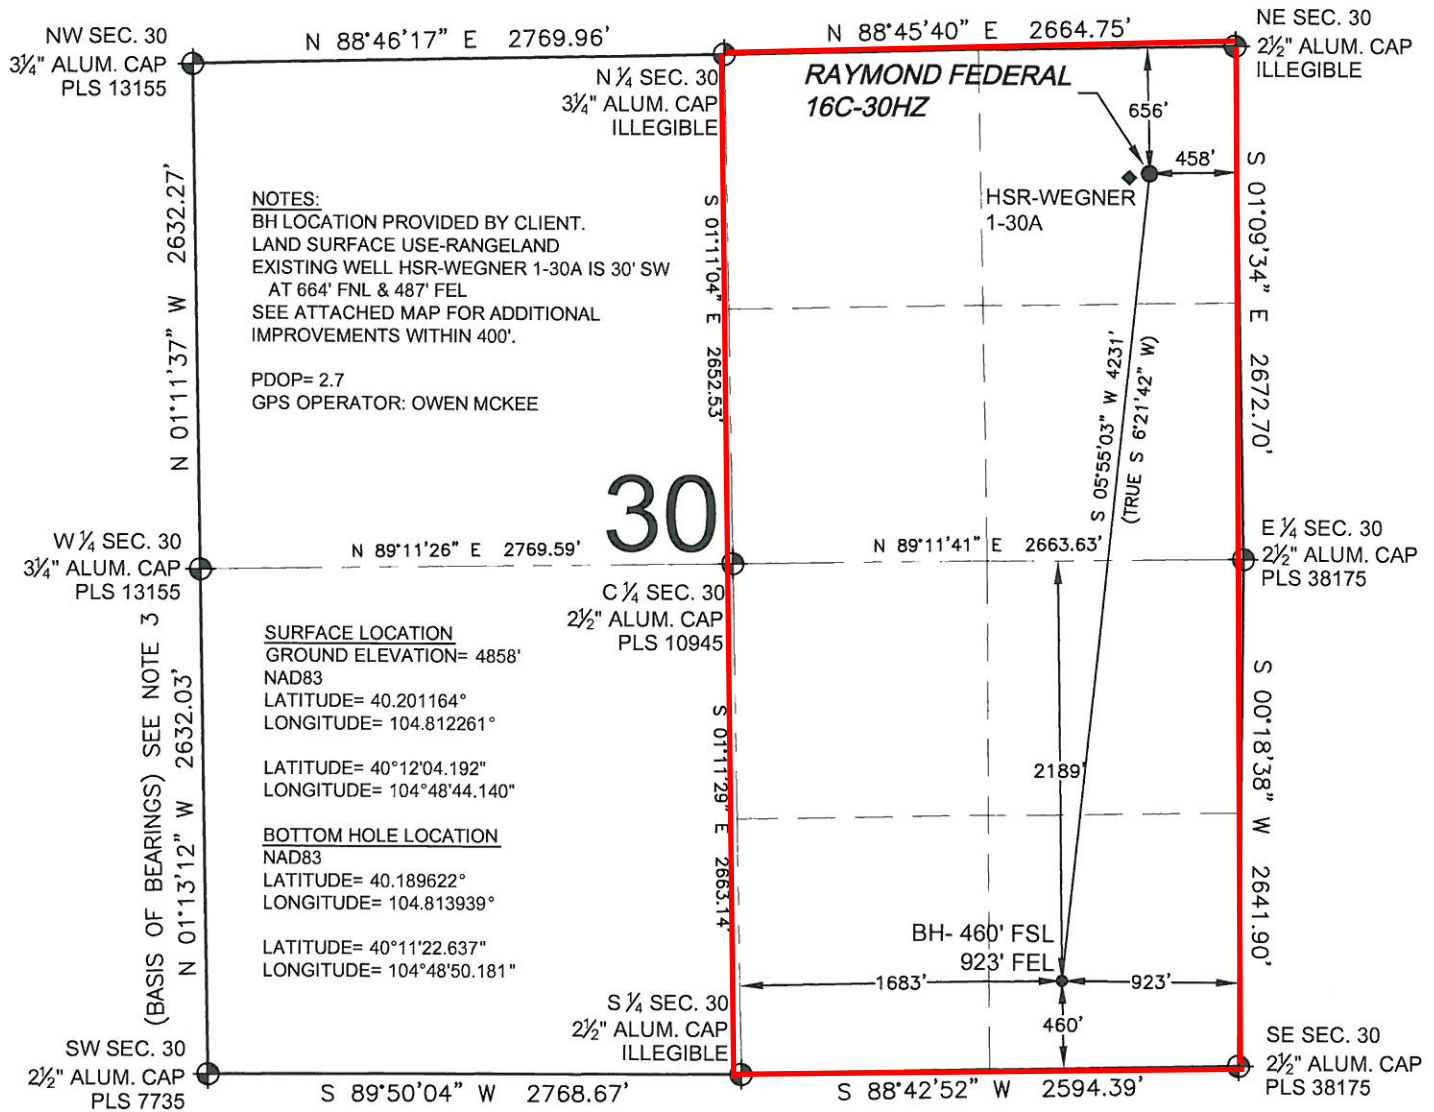 NW SEC. 30
3¼" ALUM. CAP
PLS 13155
N 88°46'17" E 2769.96'
N ¼ SEC. 30
3¼" ALUM. CAP
ILLEGIBLE
N 88°45'40" E 2664.75'
S 88°45'40" E 2664.75'
NE SEC. 30
2½" ALUM. CAP
ILLEGIBLE
RAYMOND FEDERAL
16C-30HZ
656'
458'
HSR-WEGNER
1-30A
N 01°11'37" W 2632.27'
NOTES:
BH LOCATION PROVIDED BY CLIENT.
LAND SURFACE USE-RANGELAND
EXISTING WELL HSR-WEGNER 1-30A IS 30' SW
AT 664' FNL & 487' FEL
SEE ATTACHED MAP FOR ADDITIONAL
IMPROVEMENTS WITHIN 400'.
PDOP= 2.7
GPS OPERATOR: OWEN MCKEE
S 01°11'04" E 2652.53'
S 05°55'03" W 4231'
(TRUE S 6°21'42" W)
S 01°09'34" E 2672.70'
30
W ¼ SEC. 30
3¼" ALUM. CAP
PLS 13155
N 89°11'26" E 2769.59'
C ¼ SEC. 30
2½" ALUM. CAP
PLS 10945
N 89°11'41" E 2663.63'
E ¼ SEC. 30
2½" ALUM. CAP
PLS 38175
(BASIS OF BEARINGS) SEE NOTE 3
N 01°13'12" W 2632.03'
SURFACE LOCATION
GROUND ELEVATION= 4858'
NAD83
LATITUDE= 40.201164°
LONGITUDE= 104.812261°
LATITUDE= 40°12'04.192"
LONGITUDE= 104°48'44.140"
BOTTOM HOLE LOCATION
NAD83
LATITUDE= 40.189622°
LONGITUDE= 104.813939°
LATITUDE= 40°11'22.637"
LONGITUDE= 104°48'50.181"
S 01°11'29" E 2663.14'
2189'
S 00°18'38" W 2641.90'
BH- 460' FSL
923' FEL
1683'
923'
460'
S ¼ SEC. 30
2½" ALUM. CAP
ILLEGIBLE
SW SEC. 30
2½" ALUM. CAP
PLS 7735
S 89°50'04" W 2768.67'
S 88°42'52" W 2594.39'
SE SEC. 30
2½" ALUM. CAP
PLS 38175